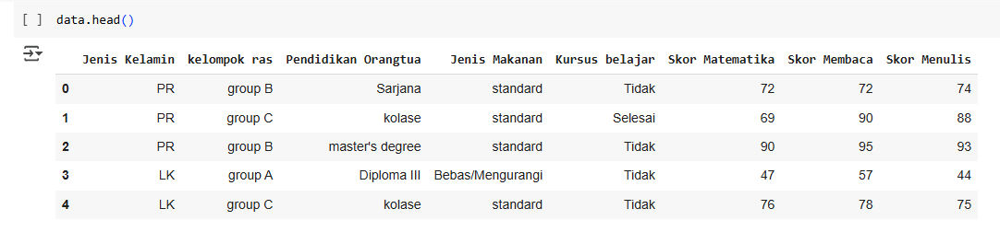 [ ] data.head()
Jenis Kelamin kelompok ras Pendidikan Orangtua Jenis Makanan Kursus belajar Skor Matematika Skor Membaca Skor Menulis
0 PR group B Sarjana standard Tidak 72 72 74
1 PR group C kolase standard Selesai 69 90 88
2 PR group B master's degree standard Tidak 90 95 93
3 LK group A Diploma III Bebas/Mengurangi Tidak 47 57 44
4 LK group C kolase standard Tidak 76 78 75